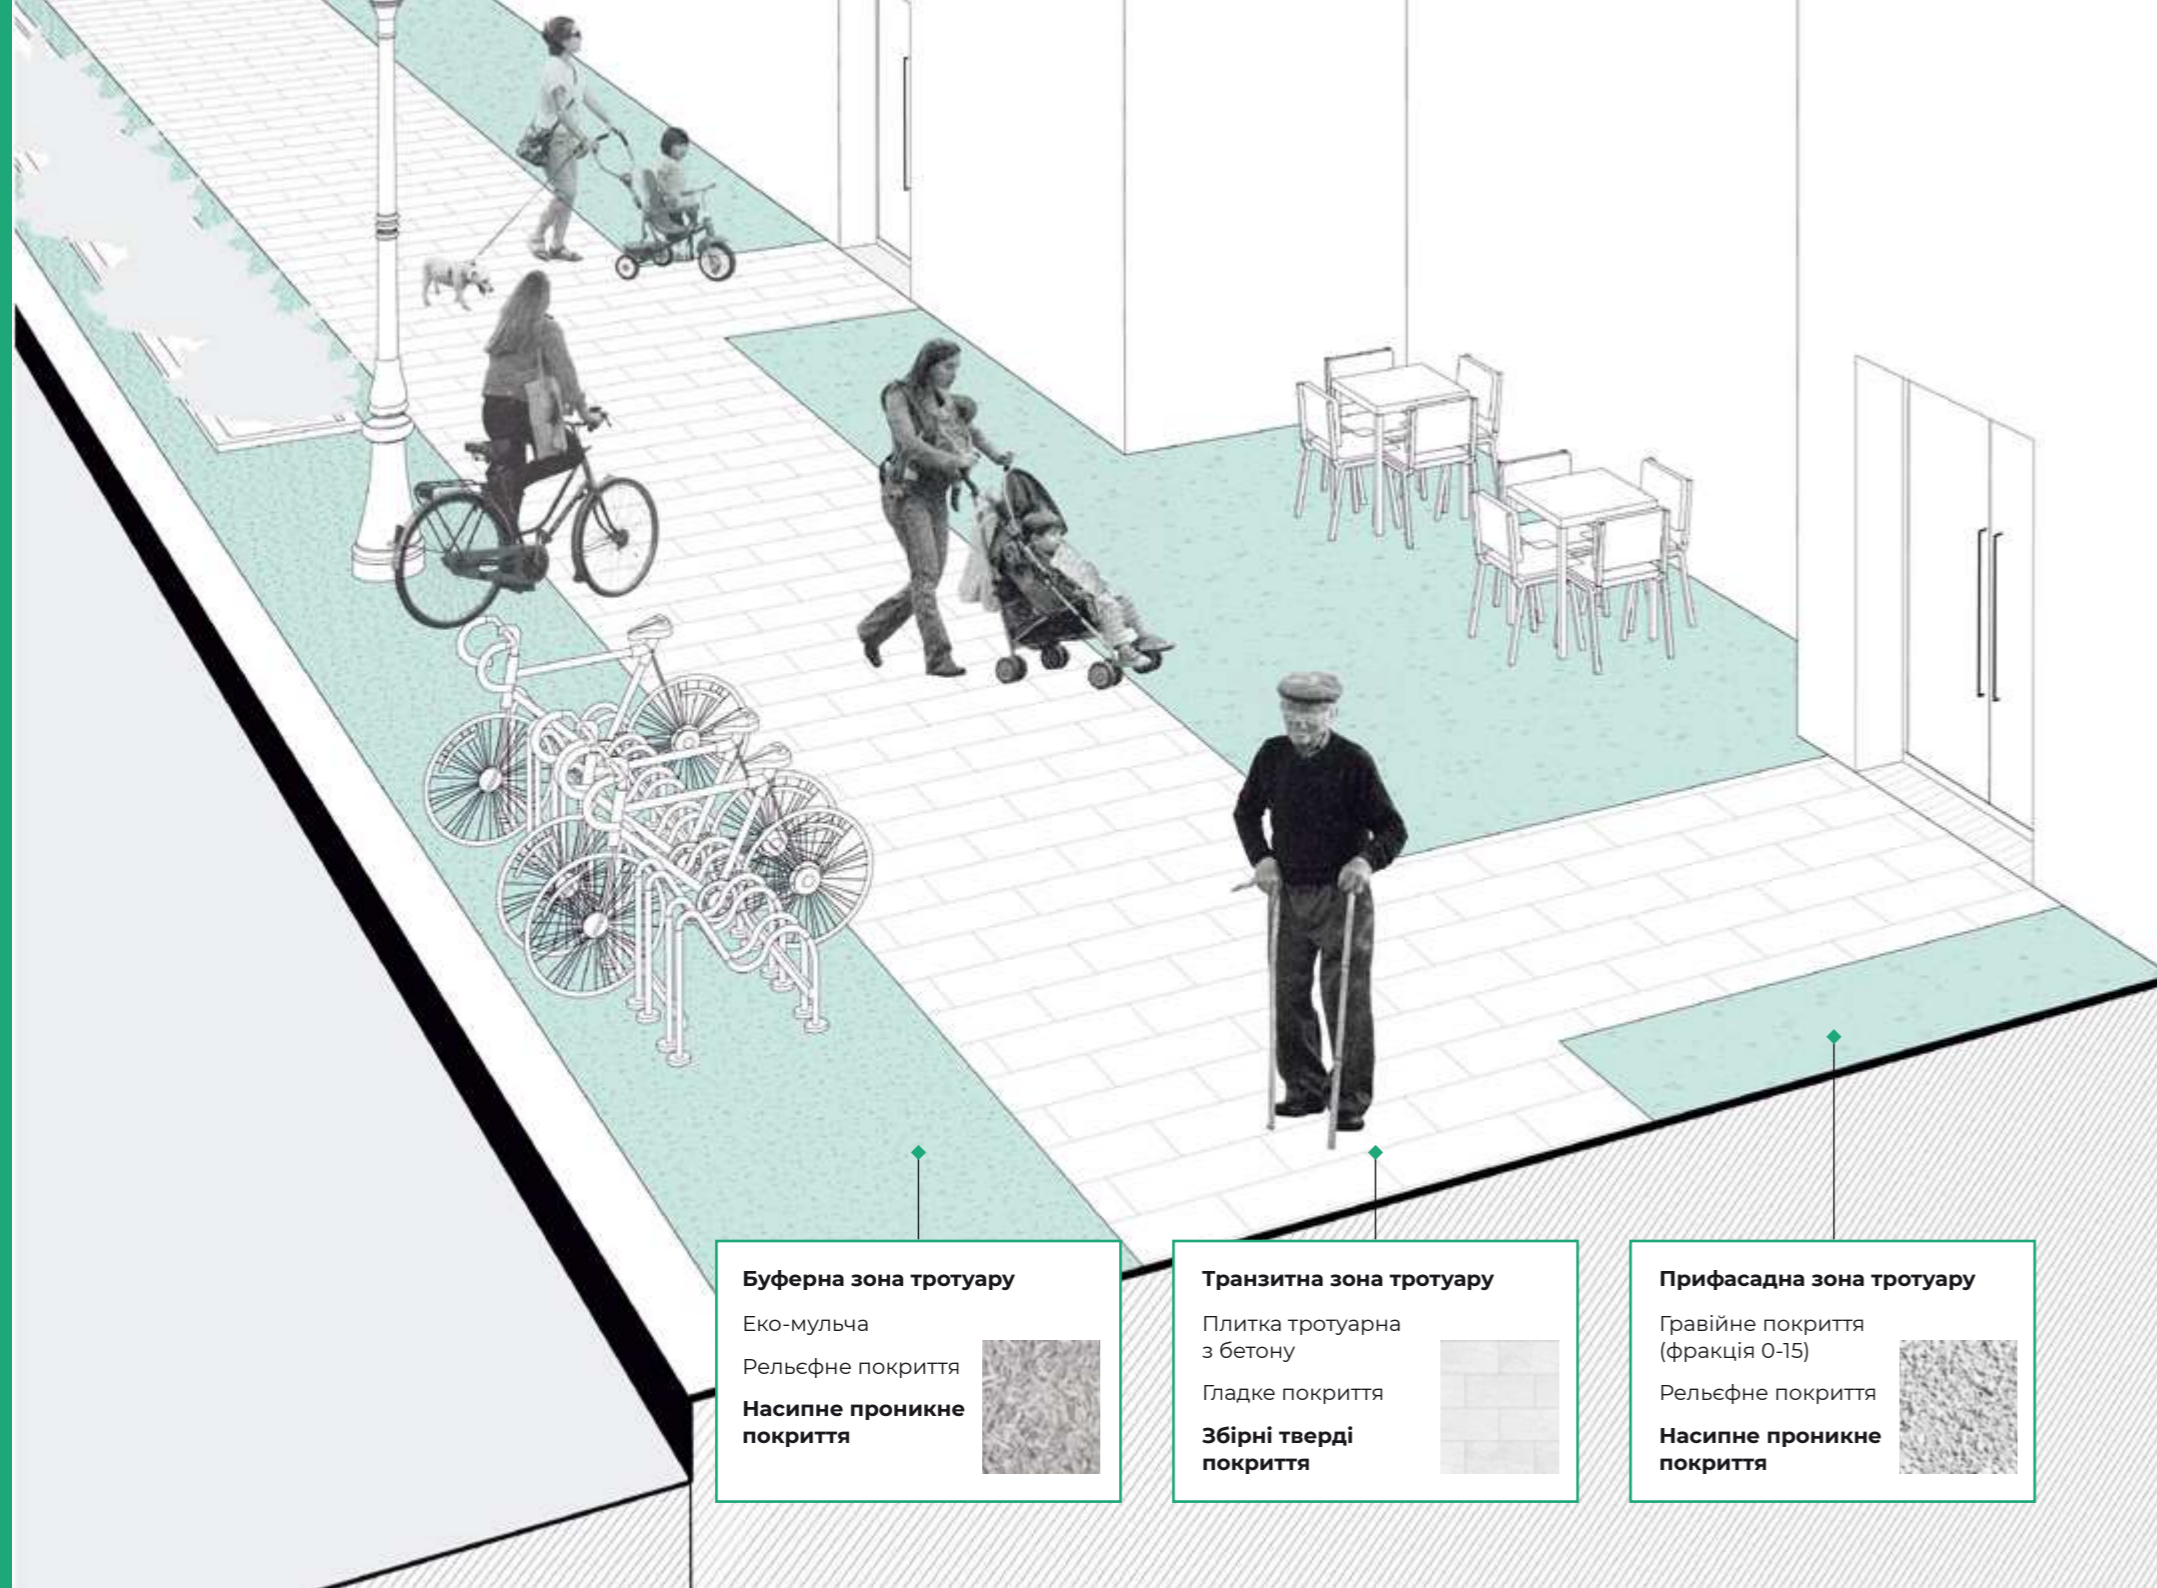 Буферна зона тротуару
Еко-мульча
Рельєфне покриття
Насипне проникне
покриття
Транзитна зона тротуару
Плитка тротуарна
з бетону
Гладке покриття
Збірні тверді
покриття
Прифасадна зона тротуару
Гравійне покриття
(фракція 0-15)
Рельєфне покриття
Насипне проникне
покриття